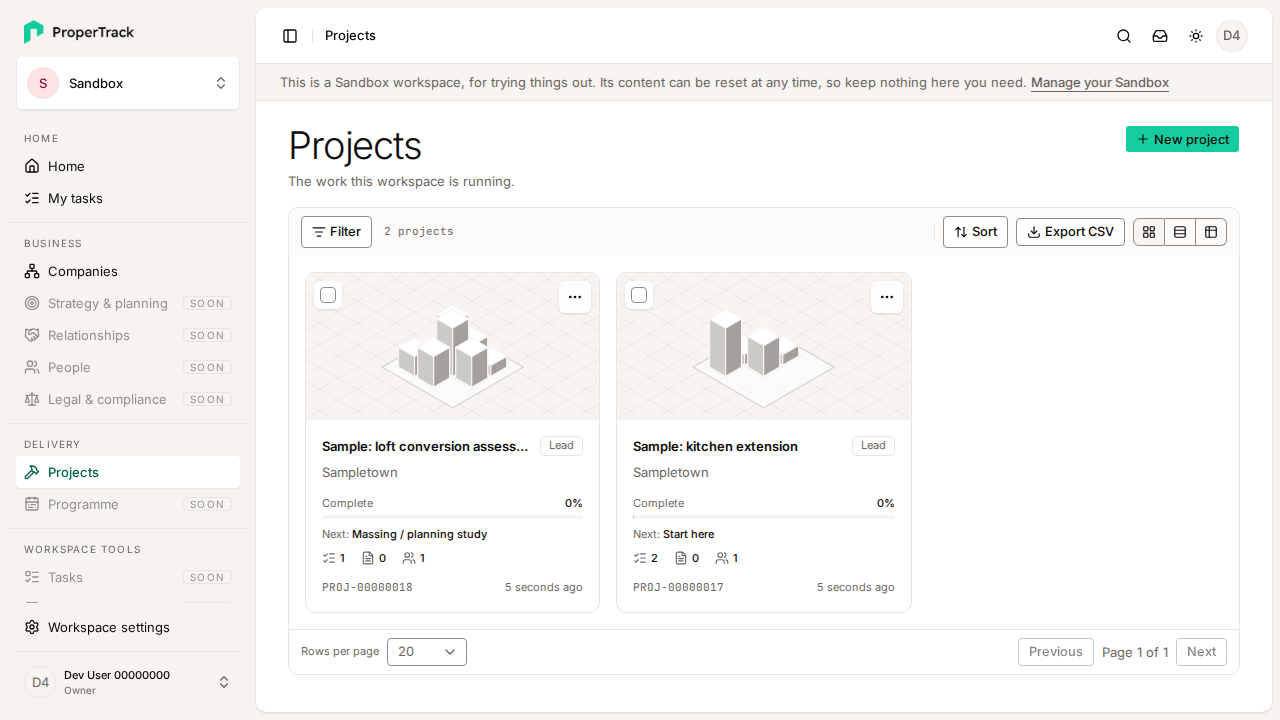 ProperTrack
S
Sandbox
HOME
Home
My tasks
BUSINESS
Companies
Strategy & planning SOON
Relationships SOON
People SOON
Legal & compliance SOON
DELIVERY
Projects
Programme SOON
WORKSPACE TOOLS
Tasks SOON
Workspace settings
D4
Dev User 00000000
Owner
Projects
D4
This is a Sandbox workspace, for trying things out. Its content can be reset at any time, so keep nothing here you need. Manage your Sandbox
Projects
New project
The work this workspace is running.
Filter
2 projects
Sort
Export CSV
Sample: loft conversion assess... Lead
Sampletown
Complete 0%
Next: Massing / planning study
1 0 1
PROJ-00000018 5 seconds ago
Sample: kitchen extension Lead
Sampletown
Complete 0%
Next: Start here
2 0 1
PROJ-00000017 5 seconds ago
Rows per page 20
Previous Page 1 of 1 Next